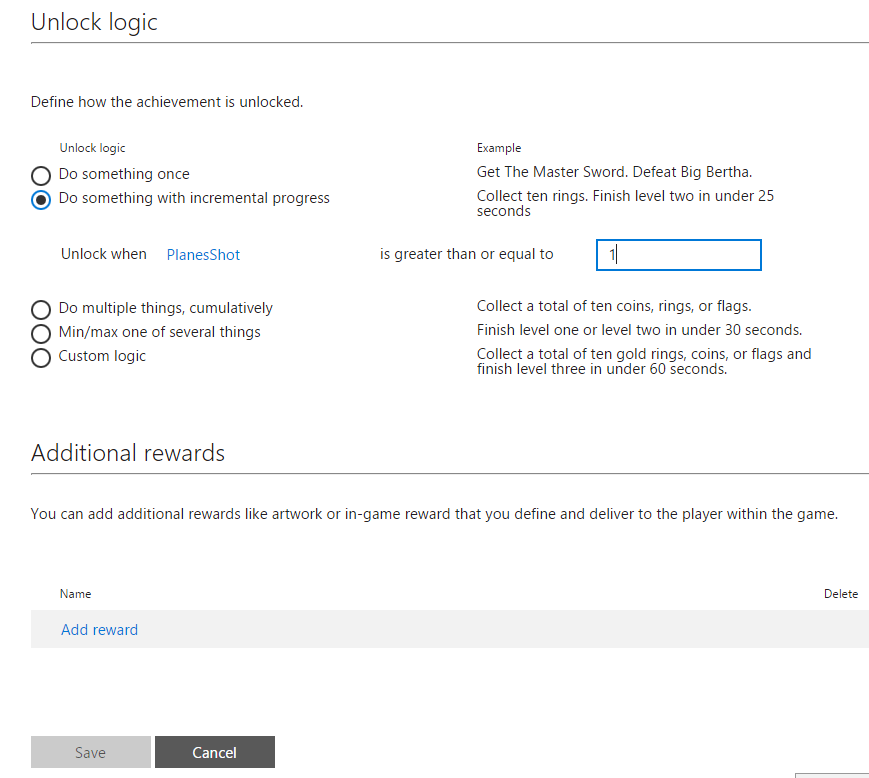 Unlock logic
Define how the achievement is unlocked.
Unlock logic Example
Do something once Get The Master Sword. Defeat Big Bertha.
Do something with incremental progress Collect ten rings. Finish level two in under 25
seconds
Unlock when PlanesShot is greater than or equal to 1
Do multiple things, cumulatively Collect a total of ten coins, rings, or flags.
Min/max one of several things Finish level one or level two in under 30 seconds.
Custom logic Collect a total of ten gold rings, coins, or flags and
finish level three in under 60 seconds.
Additional rewards
You can add additional rewards like artwork or in-game reward that you define and deliver to the player within the game.
Name Delete
Add reward
Save Cancel